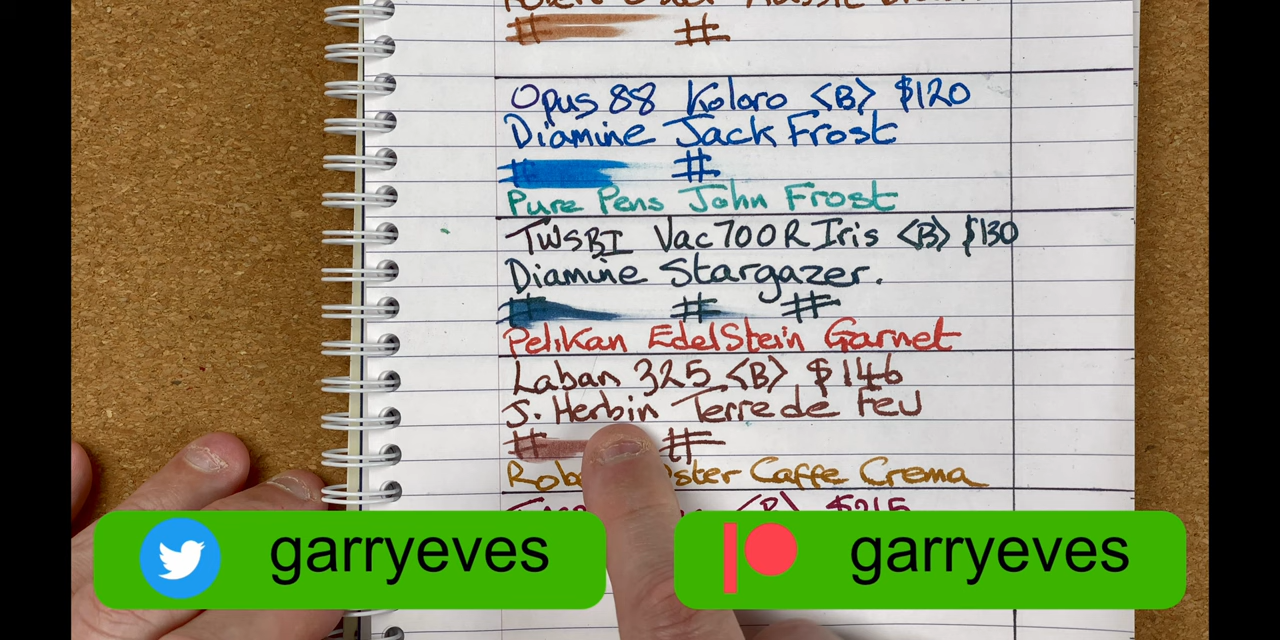 Opus 88 Koloro <B> $120
Diamine Jack Frost
# #
Pure Pens John Frost
TWSBI Vac700R Iris <B> $130
Diamine Stargazer.
# # #
Pelikan EdelStein Garnet
Laban 325 <B> $146
J. Herbin Terre de Feu
# #
Caffe Crema
<B> $215
garryeves garryeves